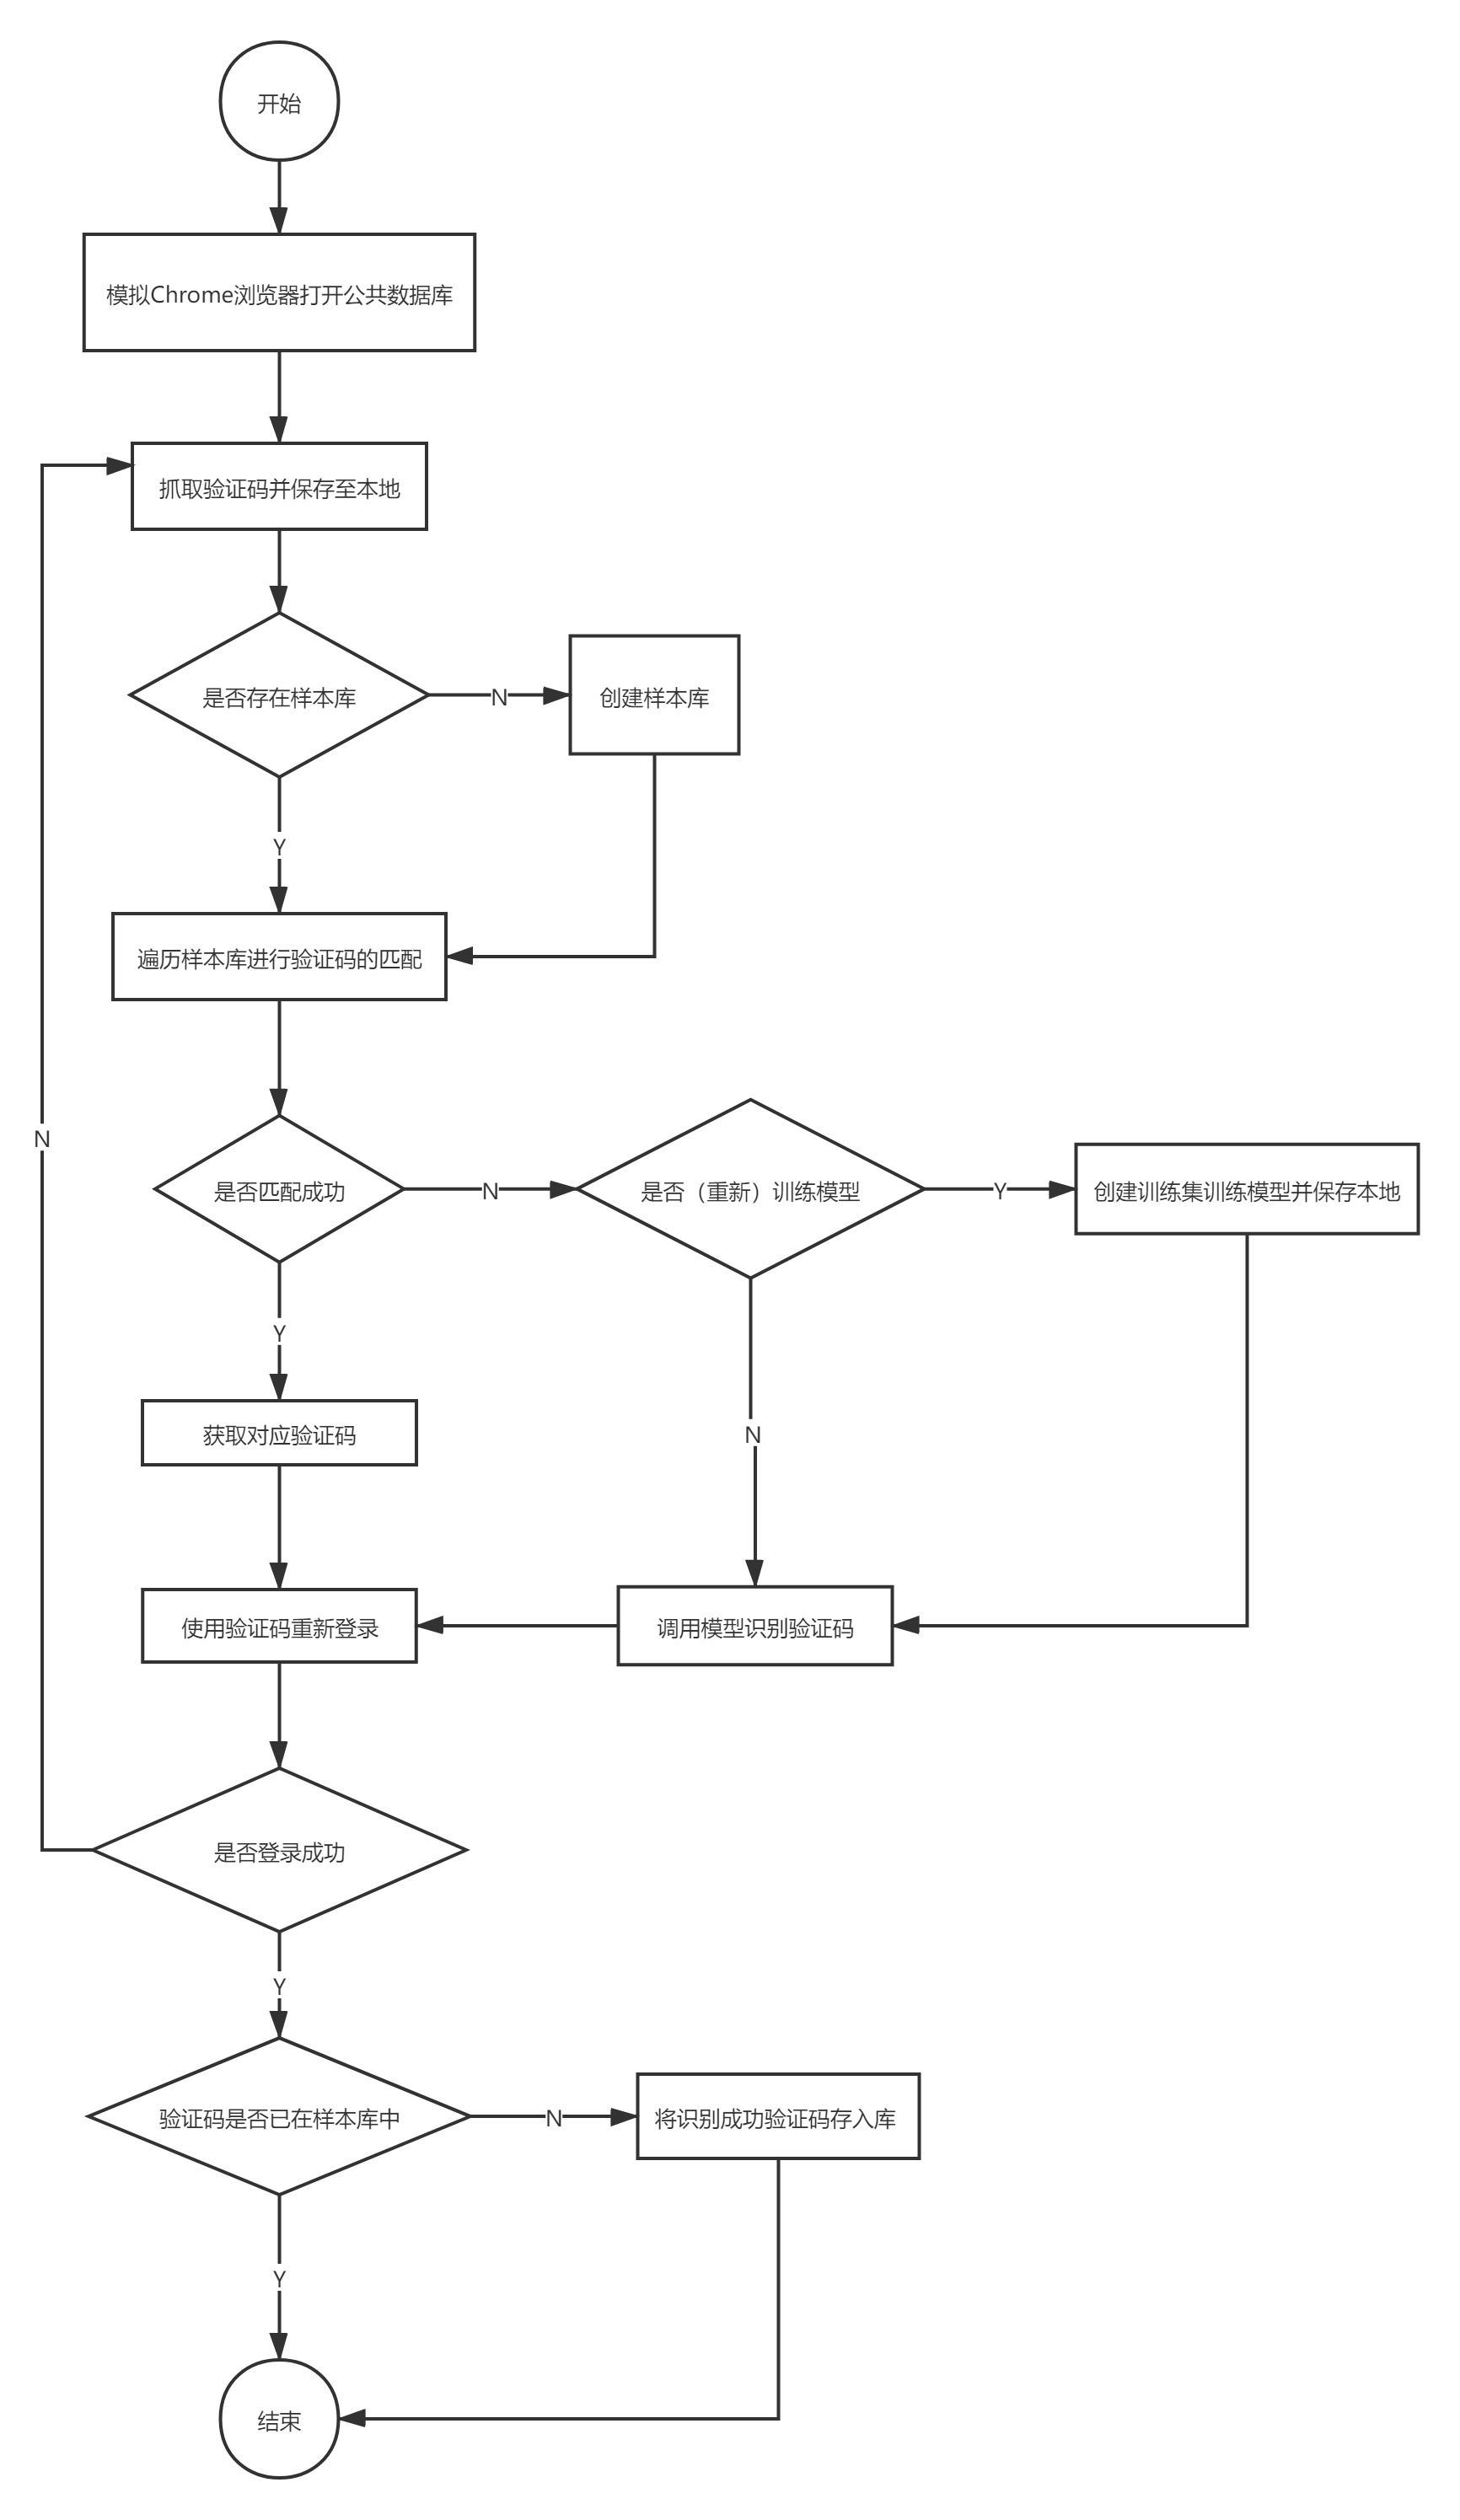 开始
模拟Chrome浏览器打开公共数据库
抓取验证码并保存至本地
是否存在样本库
N
创建样本库
Y
遍历样本库进行验证码的匹配
N
是否匹配成功
N
是否（重新）训练模型
Y
创建训练集训练模型并保存本地
Y
获取对应验证码
N
使用验证码重新登录
调用模型识别验证码
是否登录成功
Y
验证码是否已在样本库中
N
将识别成功验证码存入库
Y
结束